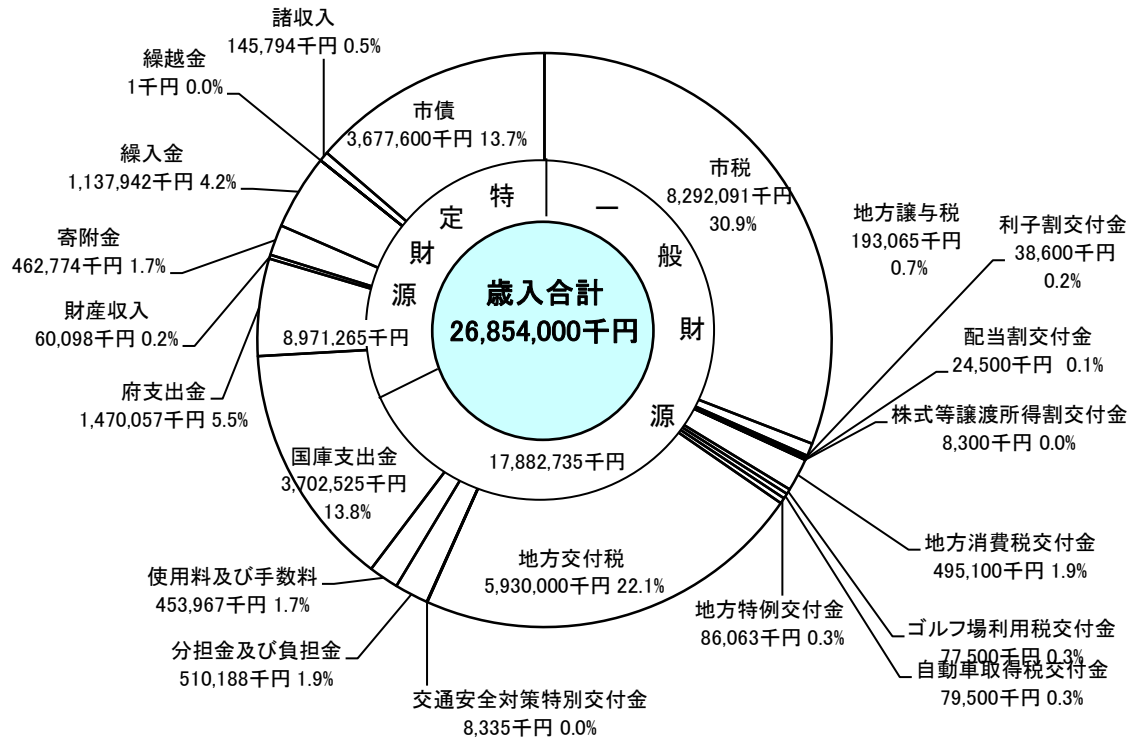 諸収入
145,794千円 0.5%
繰越金
1千円 0.0%
市債
3,677,600千円 13.7%
繰入金
1,137,942千円 4.2%
寄附金
462,774千円 1.7%
財産収入
60,098千円 0.2%
府支出金
1,470,057千円 5.5%
国庫支出金
3,702,525千円
13.8%
使用料及び手数料
453,967千円 1.7%
分担金及び負担金
510,188千円 1.9%
交通安全対策特別交付金
8,335千円 0.0%
特定財源
8,971,265千円
歳入合計
26,854,000千円
一般財源
17,882,735千円
市税
8,292,091千円
30.9%
地方譲与税
193,065千円
0.7%
利子割交付金
38,600千円
0.2%
配当割交付金
24,500千円 0.1%
株式等譲渡所得割交付金
8,300千円 0.0%
地方消費税交付金
495,100千円 1.9%
ゴルフ場利用税交付金
77,500千円 0.3%
自動車取得税交付金
79,500千円 0.3%
地方特例交付金
86,063千円 0.3%
地方交付税
5,930,000千円 22.1%